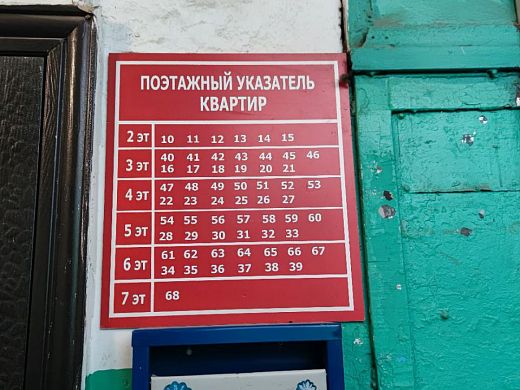 ПОЭТАЖНЫЙ УКАЗАТЕЛЬ
КВАРТИР
2 эт 10 11 12 13 14 15
3 эт 40 41 42 43 44 45 46
16 17 18 19 20 21
4 эт 47 48 49 50 51 52 53
22 23 24 25 26 27
5 эт 54 55 56 57 58 59 60
28 29 30 31 32 33
6 эт 61 62 63 64 65 66 67
34 35 36 37 38 39
7 эт 68